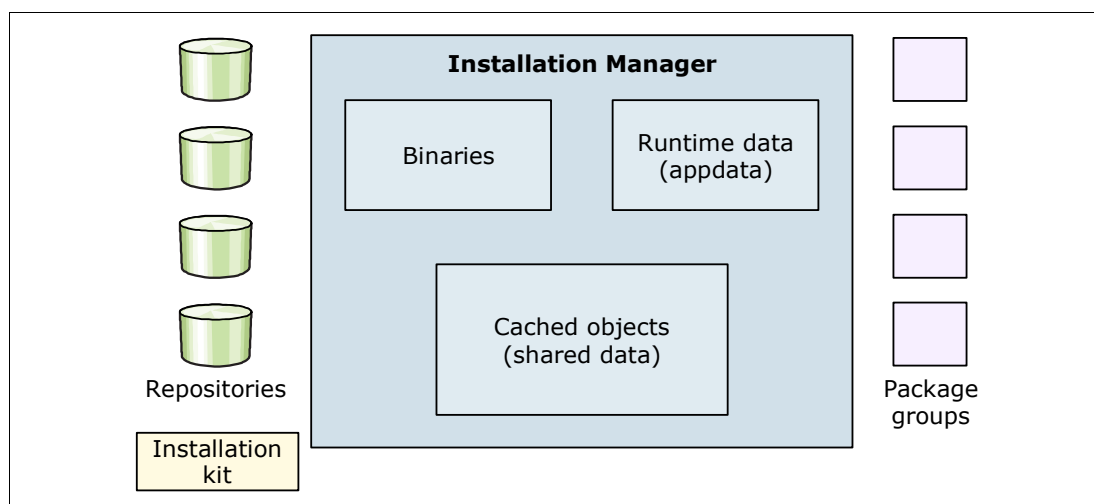 Installation Manager
Binaries
Runtime data
(appdata)
Cached objects
(shared data)
Repositories
Installation
kit
Package
groups